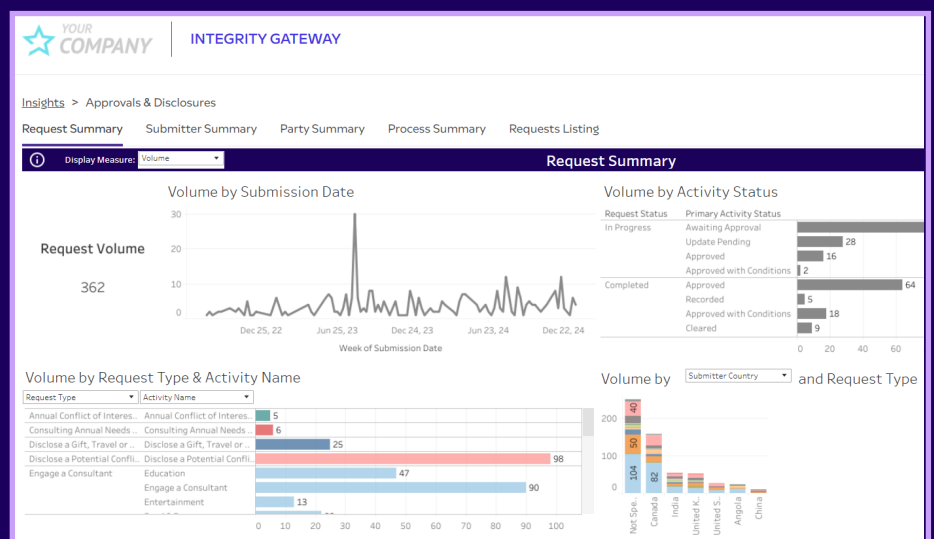 YOUR
COMPANY
INTEGRITY GATEWAY
Insights > Approvals & Disclosures
Request Summary Submitter Summary Party Summary Process Summary Requests Listing
Display Measure: Volume
Request Summary
Volume by Submission Date
Request Volume
362
30
20
10
0
Dec 25, 22 Jun 25, 23 Dec 24, 23 Jun 23, 24 Dec 22, 24
Week of Submission Date
Volume by Activity Status
Request Status Primary Activity Status
In Progress Awaiting Approval
Update Pending 28
Approved 16
Approved with Conditions 2
Completed Approved 64
Recorded 5
Approved with Conditions 18
Cleared 9
0 20 40 60
Volume by Request Type & Activity Name
Request Type Activity Name
Annual Conflict of Interes.. Annual Conflict of Interes.. 5
Consulting Annual Needs .. Consulting Annual Needs .. 6
Disclose a Gift, Travel or .. Disclose a Gift, Travel or .. 25
Disclose a Potential Confli.. Disclose a Potential Confli.. 98
Engage a Consultant Education 47
Engage a Consultant 90
Entertainment 13
0 10 20 30 40 50 60 70 80 90 100
Volume by Submitter Country and Request Type
200
100
0
40
50
104
82
Not Spe..
Canada
India
United K..
United S..
Angola
China